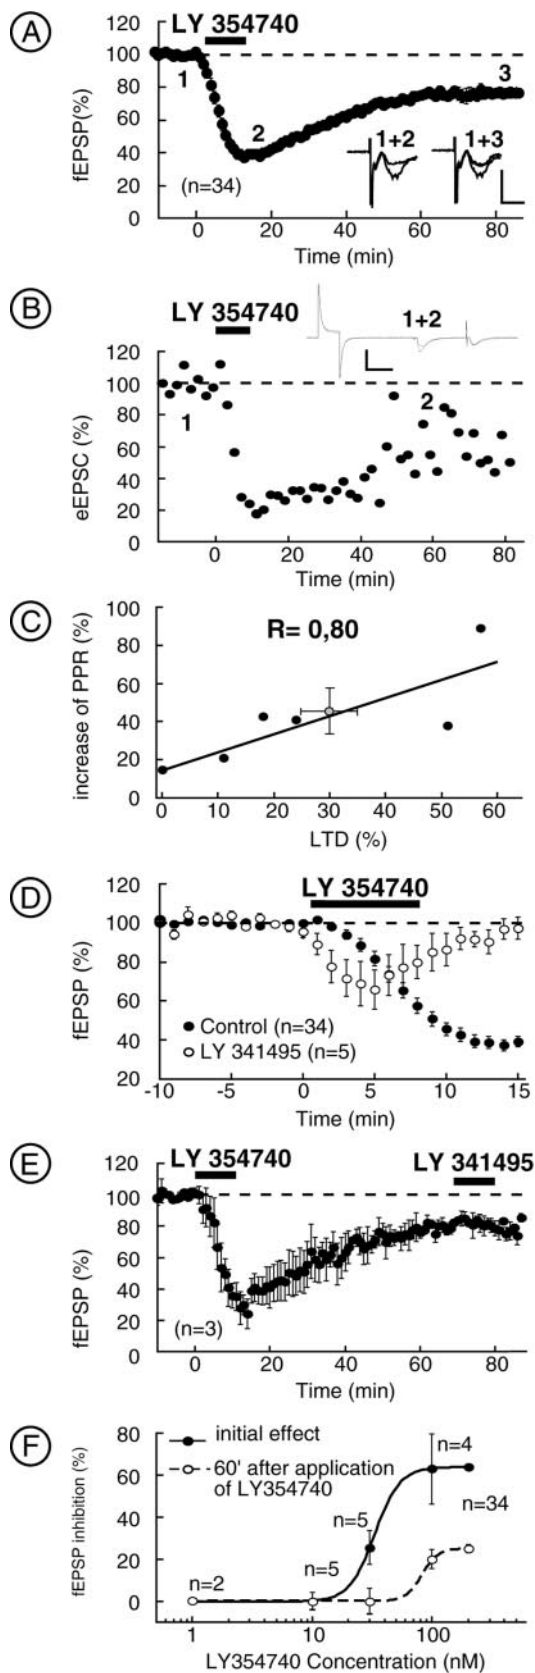 A
LY 354740
120
100
80
60
40
20
0
fEPSP(%)
1
2
3
1+2
1+3
(n=34)
0
20
40
60
80
Time (min)
B
LY 354740
1+2
120
100
80
60
40
20
0
eEPSC (%)
1
2
0
20
40
60
80
Time (min)
C
100
80
60
40
20
0
increase of PPR (%)
R= 0,80
0
10
20
30
40
50
60
LTD (%)
D
LY 354740
120
100
80
60
40
20
fEPSP (%)
Control (n=34)
LY 341495 (n=5)
-10
-5
0
5
10
15
Time (min)
E
LY 354740
LY 341495
120
100
80
60
40
20
0
fEPSP (%)
(n=3)
0
20
40
60
80
Time (min)
F
80
60
40
20
0
fEPSP inhibition (%)
initial effect
60' after application
of LY354740
n=4
n=34
n=5
n=5
n=2
1
10
100
LY354740 Concentration (nM)